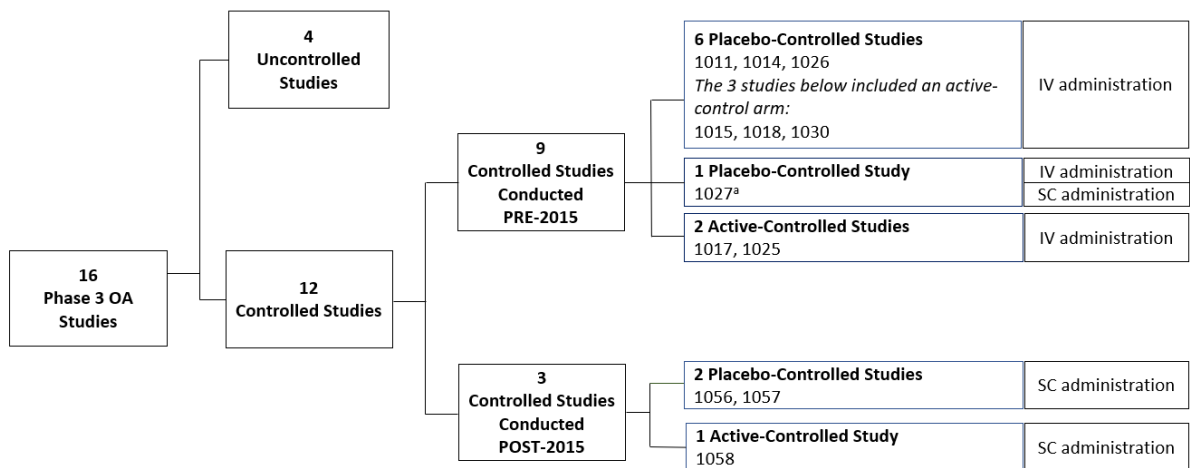 16
Phase 3 OA
Studies
4
Uncontrolled
Studies
12
Controlled Studies
9
Controlled Studies
Conducted
PRE-2015
6 Placebo-Controlled Studies
1011, 1014, 1026
The 3 studies below included an active-
control arm:
1015, 1018, 1030
IV administration
1 Placebo-Controlled Study
1027ᵃ
IV administration
SC administration
2 Active-Controlled Studies
1017, 1025
IV administration
3
Controlled Studies
Conducted
POST-2015
2 Placebo-Controlled Studies
1056, 1057
SC administration
1 Active-Controlled Study
1058
SC administration